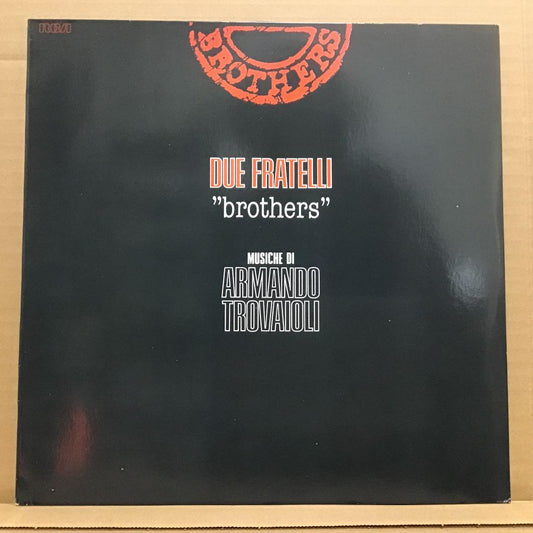 RCA
BROTHERS
DUE FRATELLI
”brothers”
MUSICHE DI
ARMANDO
TROVAIOLI